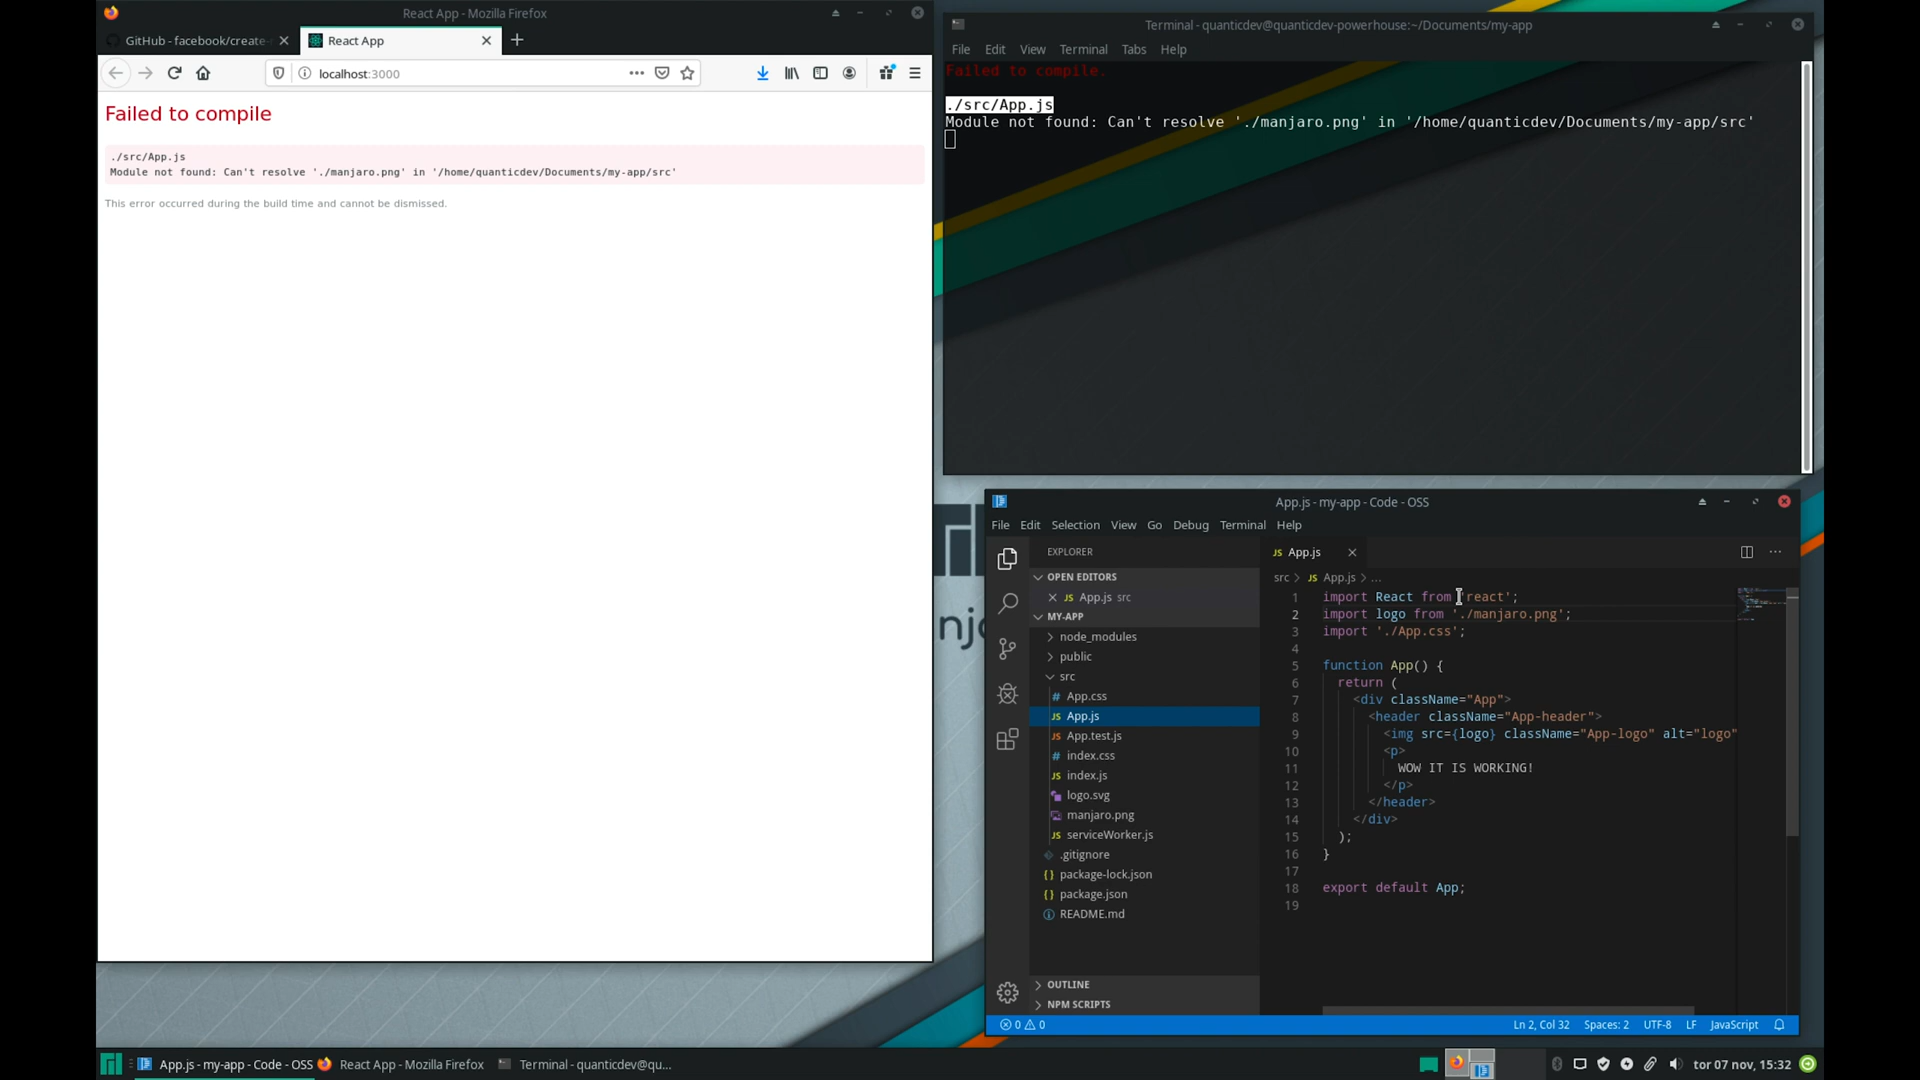 React App - Mozilla Firefox
GitHub - facebook/create-
React App
localhost:3000
Failed to compile
./src/App.js
Module not found: Can't resolve './manjaro.png' in '/home/quanticdev/Documents/my-app/src'
This error occurred during the build time and cannot be dismissed.
Terminal - quanticdev@quanticdev-powerhouse:~/Documents/my-app
File Edit View Terminal Tabs Help
Failed to compile.
./src/App.js
Module not found: Can't resolve './manjaro.png' in '/home/quanticdev/Documents/my-app/src'
App.js - my-app - Code - OSS
File Edit Selection View Go Debug Terminal Help
EXPLORER
OPEN EDITORS
App.js src
MY-APP
node_modules
public
src
App.css
App.js
App.test.js
index.css
index.js
logo.svg
manjaro.png
serviceWorker.js
.gitignore
package-lock.json
package.json
README.md
OUTLINE
NPM SCRIPTS
JS App.js
src > JS App.js > ...
1 import React from 'react';
2 import logo from './manjaro.png';
3 import './App.css';
4
5 function App() {
6 return (
7 <div className="App">
8 <header className="App-header">
9 <img src={logo} className="App-logo" alt="logo"
10 <p>
11 WOW IT IS WORKING!
12 </p>
13 </header>
14 </div>
15 );
16 }
17
18 export default App;
19
0 0
Ln 2, Col 32 Spaces: 2 UTF-8 LF JavaScript
App.js - my-app - Code - OSS
React App - Mozilla Firefox
Terminal - quanticdev@qu...
tor 07 nov, 15:32